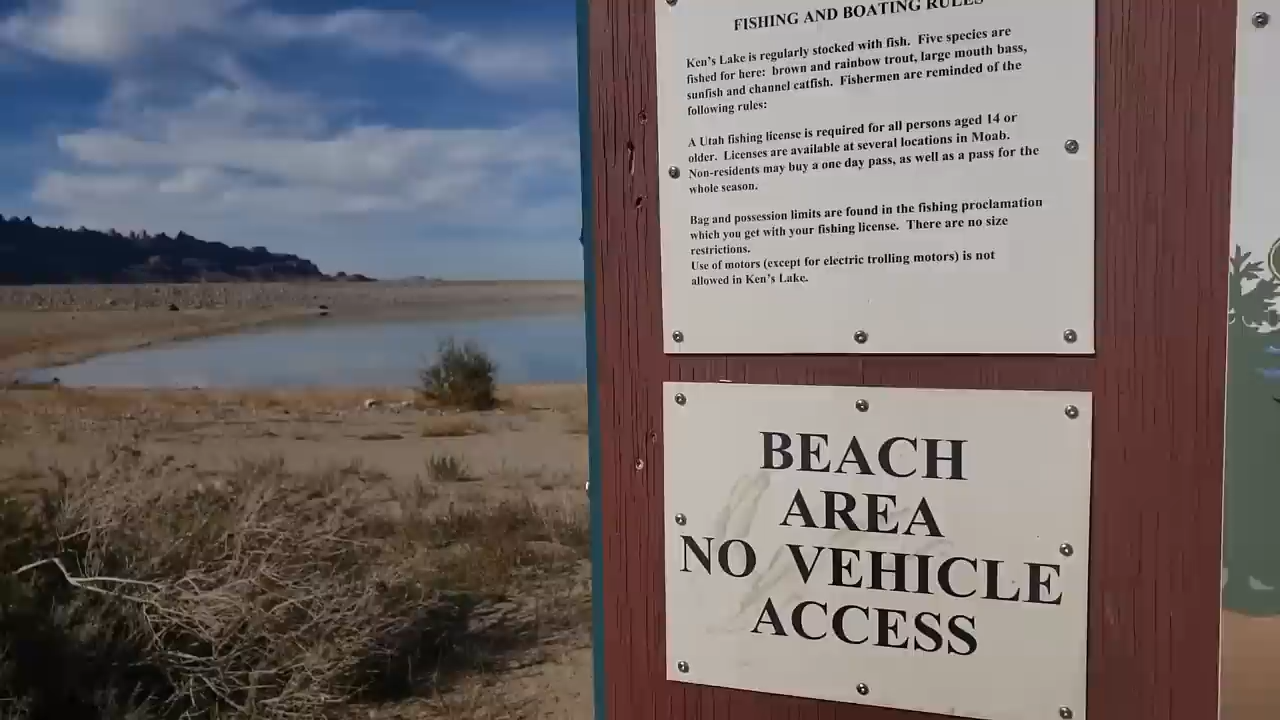 FISHING AND BOATING RULES
Ken's Lake is regularly stocked with fish. Five species are
fished for here: brown and rainbow trout, large mouth bass,
sunfish and channel catfish. Fishermen are reminded of the
following rules:
A Utah fishing license is required for all persons aged 14 or
older. Licenses are available at several locations in Moab.
Non-residents may buy a one day pass, as well as a pass for the
whole season.
Bag and possession limits are found in the fishing proclamation
which you get with your fishing license. There are no size
restrictions.
Use of motors (except for electric trolling motors) is not
allowed in Ken's Lake.
BEACH
AREA
NO VEHICLE
ACCESS